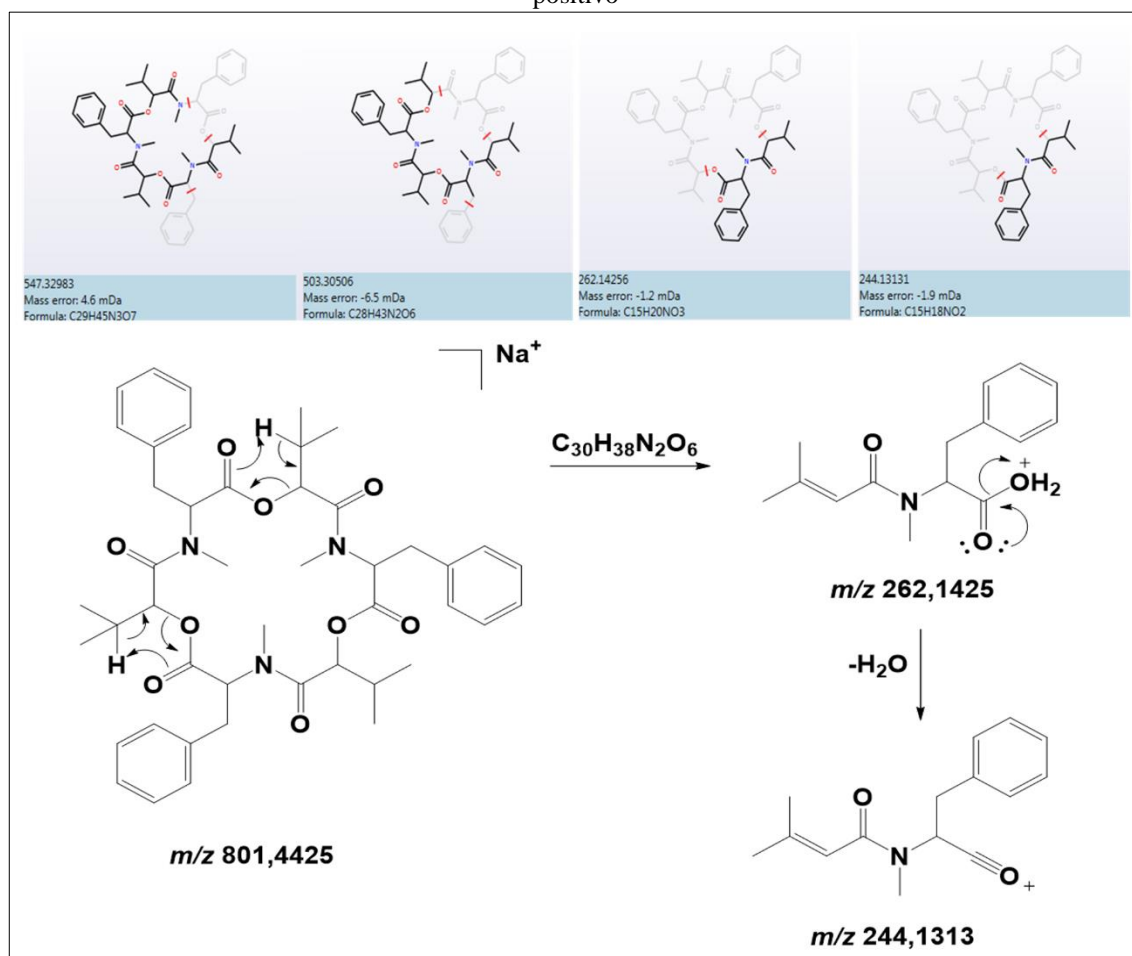 positivo
547.32983
Mass error: 4.6 mDa
Formula: C29H45N3O7
503.30506
Mass error: -6.5 mDa
Formula: C28H43N2O6
262.14256
Mass error: -1.2 mDa
Formula: C15H20NO3
244.13131
Mass error: -1.9 mDa
Formula: C15H18NO2
Na⁺
C₃₀H₃₈N₂O₆
m/z 801,4425
m/z 262,1425
-H₂O
m/z 244,1313